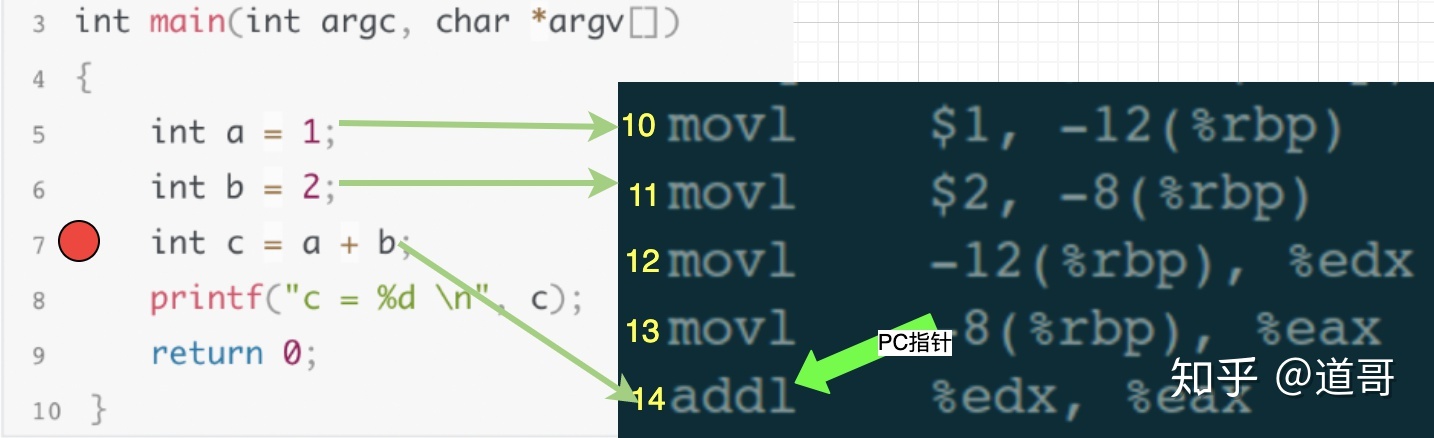 3 int main(int argc, char *argv[])
4 {
5 int a = 1;
6 int b = 2;
7 int c = a + b;
8 printf("c = %d \n", c);
9 return 0;
10 }
10 movl $1, -12(%rbp)
11 movl $2, -8(%rbp)
12 movl -12(%rbp), %edx
13 movl -8(%rbp), %eax
PC指针
14 addl %edx, %eax
知乎 @道哥